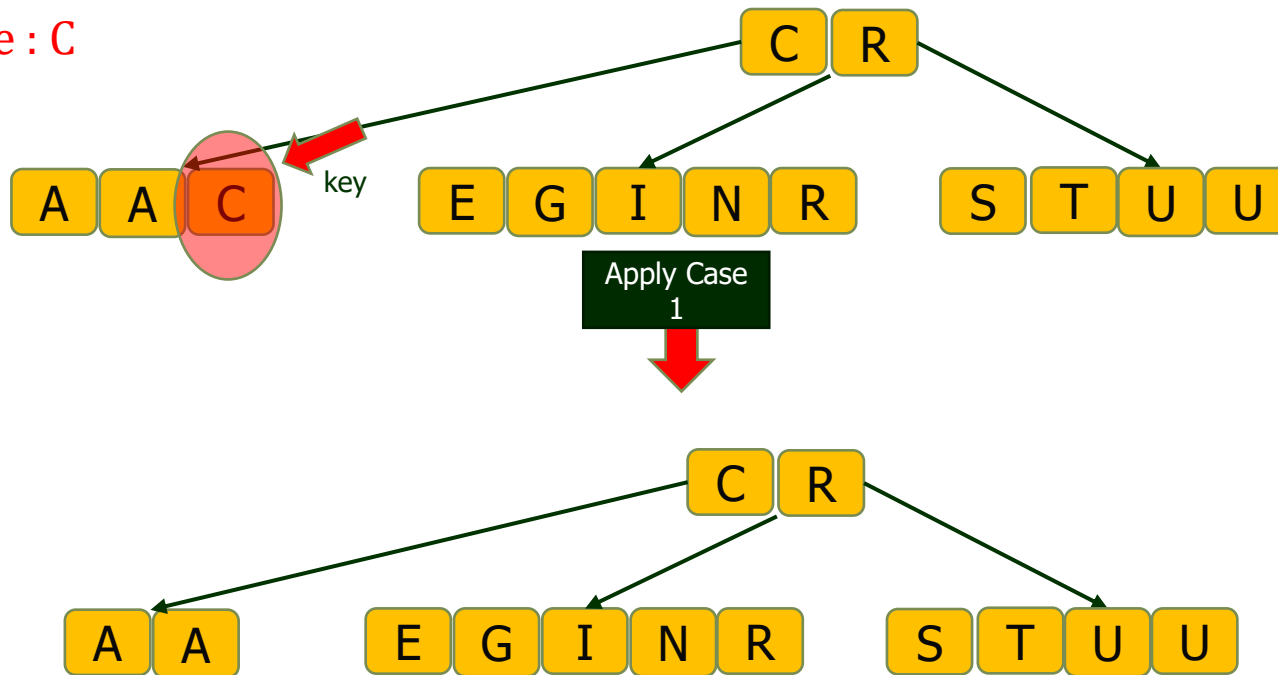 e : C
C R
A A C
key
E G I N R
S T U U
Apply Case
1
C R
A A
E G I N R
S T U U